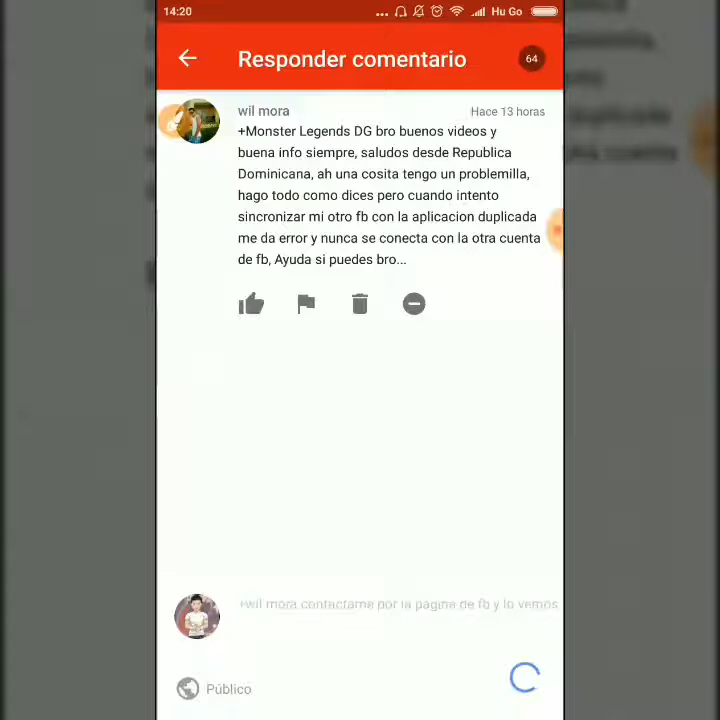 14:20 ... Hu Go
Responder comentario 64
wil mora Hace 13 horas
+Monster Legends DG bro buenos videos y
buena info siempre, saludos desde Republica
Dominicana, ah una cosita tengo un problemilla,
hago todo como dices pero cuando intento
sincronizar mi otro fb con la aplicacion duplicada
me da error y nunca se conecta con la otra cuenta
de fb, Ayuda si puedes bro...
+wil mora contactame por la pagina de fb y lo vemos
Público